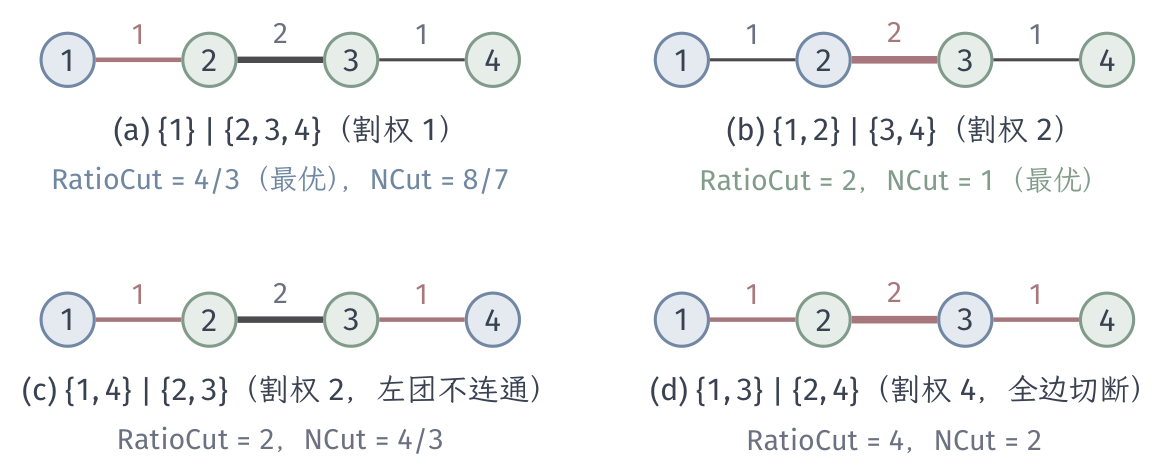 1 2 1
1 2 3 4
(a) {1} | {2, 3, 4}（割权 1）
RatioCut = 4/3（最优），NCut = 8/7
1 2 1
1 2 3 4
(b) {1, 2} | {3, 4}（割权 2）
RatioCut = 2，NCut = 1（最优）
1 2 1
1 2 3 4
(c) {1, 4} | {2, 3}（割权 2，左团不连通）
RatioCut = 2，NCut = 4/3
1 2 1
1 2 3 4
(d) {1, 3} | {2, 4}（割权 4，全边切断）
RatioCut = 4，NCut = 2